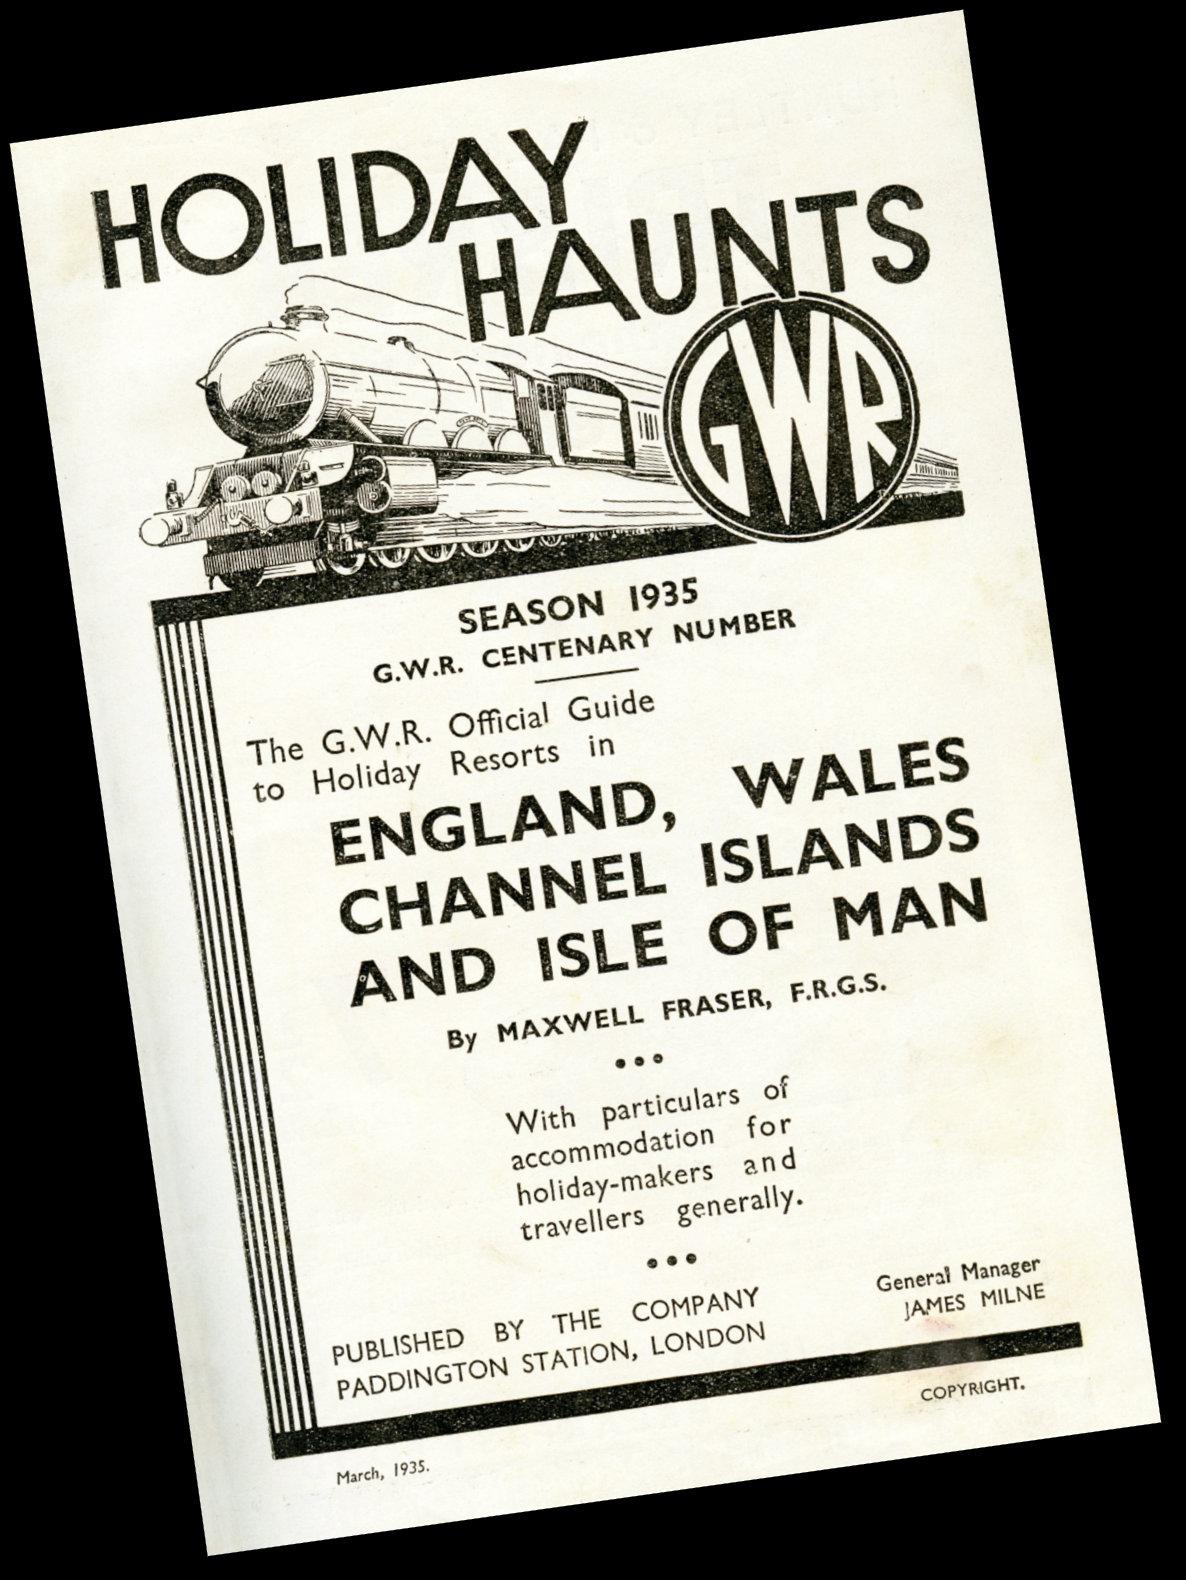 HOLIDAY
HAUNTS
GWR
SEASON 1935
G.W.R. CENTENARY NUMBER
The G.W.R. Official Guide
to Holiday Resorts in
ENGLAND, WALES
CHANNEL ISLANDS
AND ISLE OF MAN
By MAXWELL FRASER, F.R.G.S.
With particulars of
accommodation for
holiday-makers and
travellers generally.
PUBLISHED BY THE COMPANY
PADDINGTON STATION, LONDON
General Manager
JAMES MILNE
COPYRIGHT.
March, 1935.